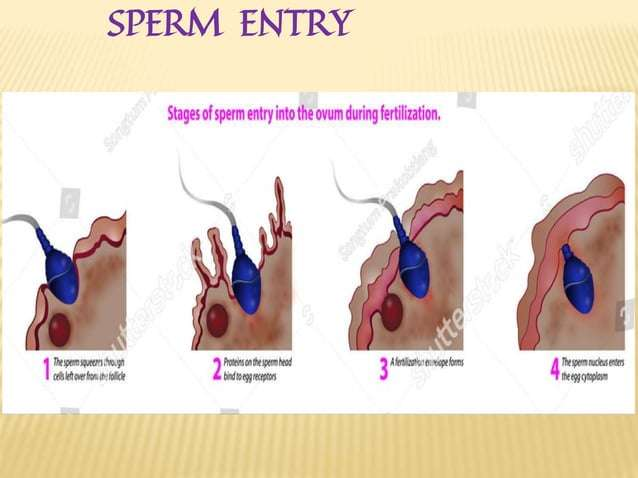 SPERM ENTRY
Stages of sperm entry into the ovum during fertilization.
1 The sperm squeezes through
cells left over from the follicle
2 Proteins on the sperm head
bind to egg receptors
3 A fertilization envelope forms
4 The sperm nucleus enters
the egg cytoplasm
shutterstock
shutterstock